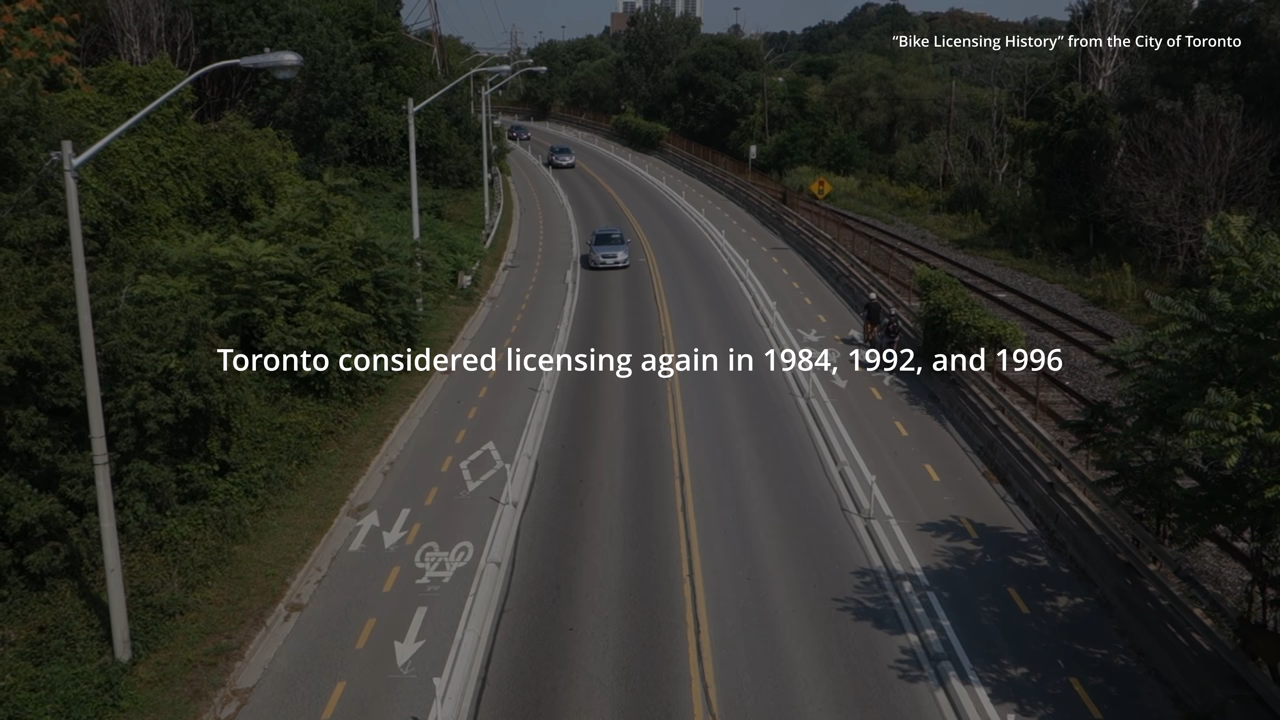 “Bike Licensing History” from the City of Toronto
Toronto considered licensing again in 1984, 1992, and 1996